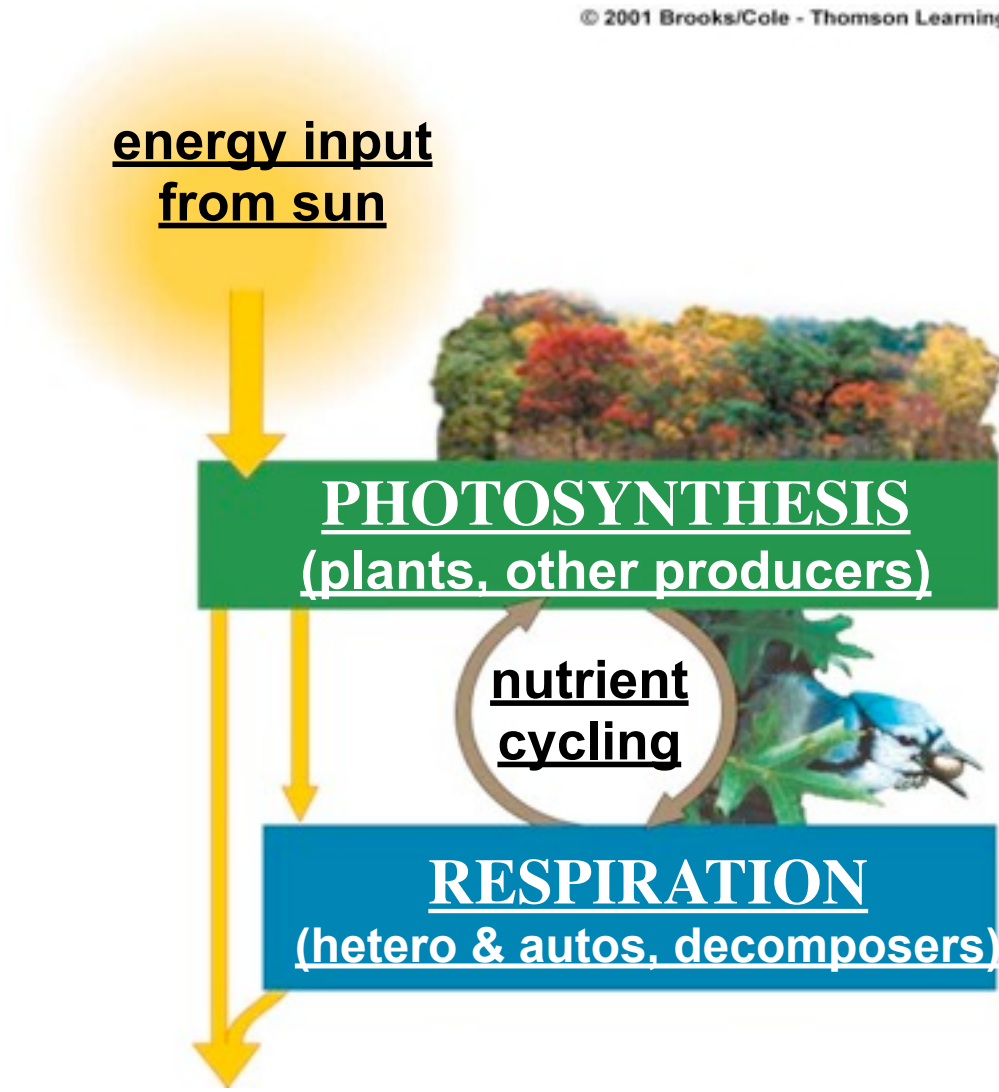 © 2001 Brooks/Cole - Thomson Learning
energy input
from sun
PHOTOSYNTHESIS
(plants, other producers)
nutrient
cycling
RESPIRATION
(hetero & autos, decomposers)